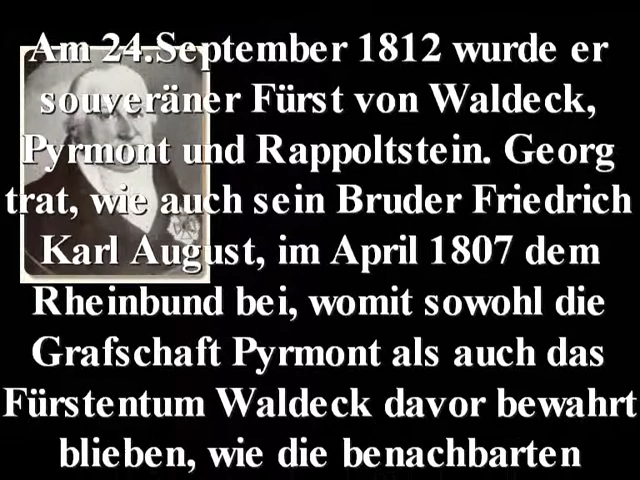 Am 24.September 1812 wurde er
souveräner Fürst von Waldeck,
Pyrmont und Rappoltstein. Georg
trat, wie auch sein Bruder Friedrich
Karl August, im April 1807 dem
Rheinbund bei, womit sowohl die
Grafschaft Pyrmont als auch das
Fürstentum Waldeck davor bewahrt
blieben, wie die benachbarten